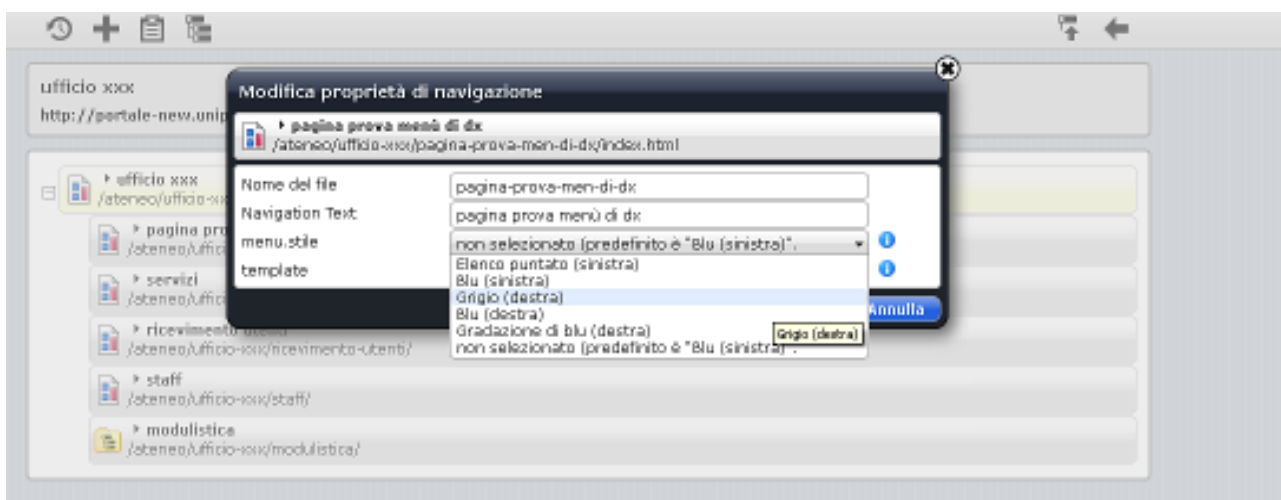 ufficio xxx
http://portale-new.unip
Modifica proprietà di navigazione
pagina prova menù di dx
/ateneo/ufficio-xxx/pagina-prova-men-di-dx/index.html
Nome del file
pagina-prova-men-di-dx
Navigation Text
pagina prova menù di dx
menu.stile
non selezionato (predefinito è "Blu (sinistra)".
template
Elenco puntato (sinistra)
Blu (sinistra)
Grigio (destra)
Blu (destra)
Gradazione di blu (destra)
non selezionato (predefinito è "Blu (sinistra)".
Grigio (destra)
Annulla
ufficio xxx
/ateneo/ufficio-xx
pagina pro
/ateneo/uffici
servizi
/ateneo/uffici
ricevimento utenti
/ateneo/ufficio-xxx/ricevimento-utenti/
staff
/ateneo/ufficio-xxx/staff/
modulistica
/ateneo/ufficio-xxx/modulistica/